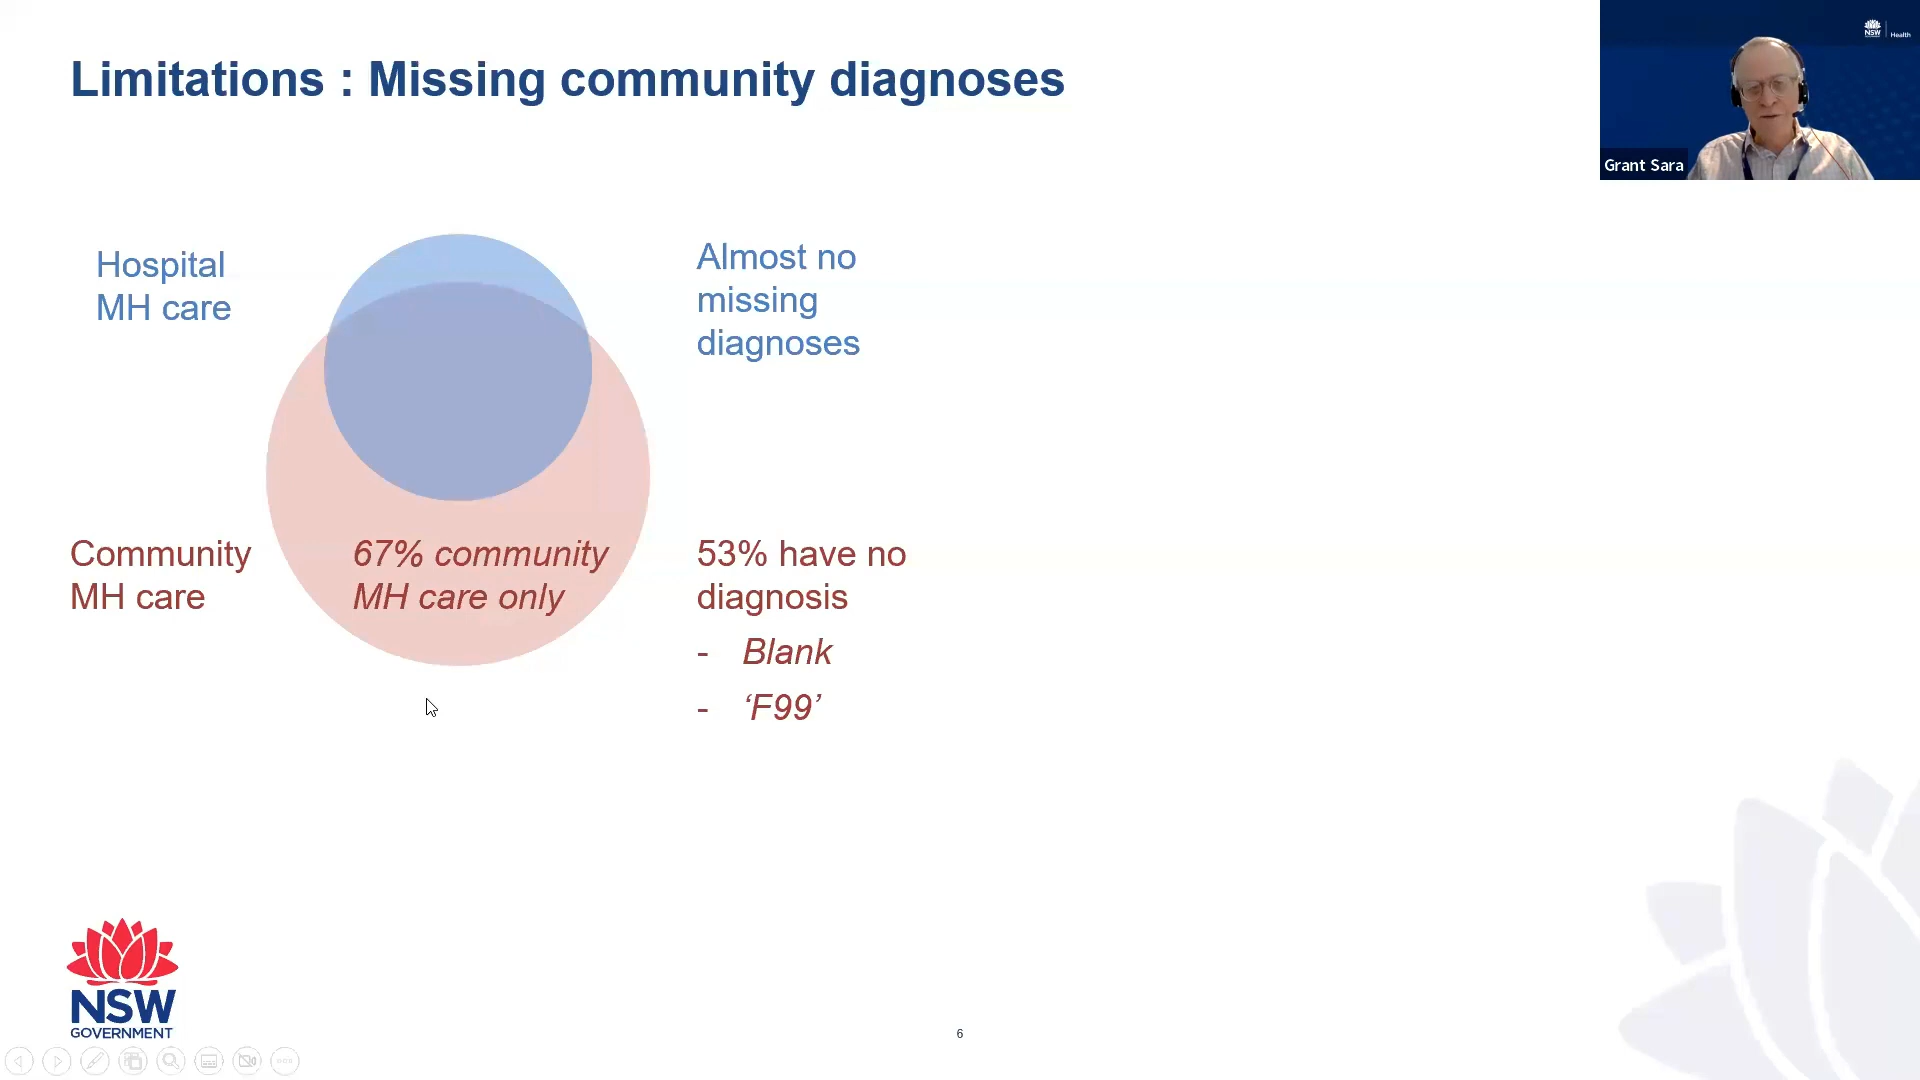 Limitations : Missing community diagnoses
NSW
Health
Grant Sara
Hospital
MH care
Almost no
missing
diagnoses
Community
MH care
67% community
MH care only
53% have no
diagnosis
- Blank
- ‘F99’
NSW
GOVERNMENT
6